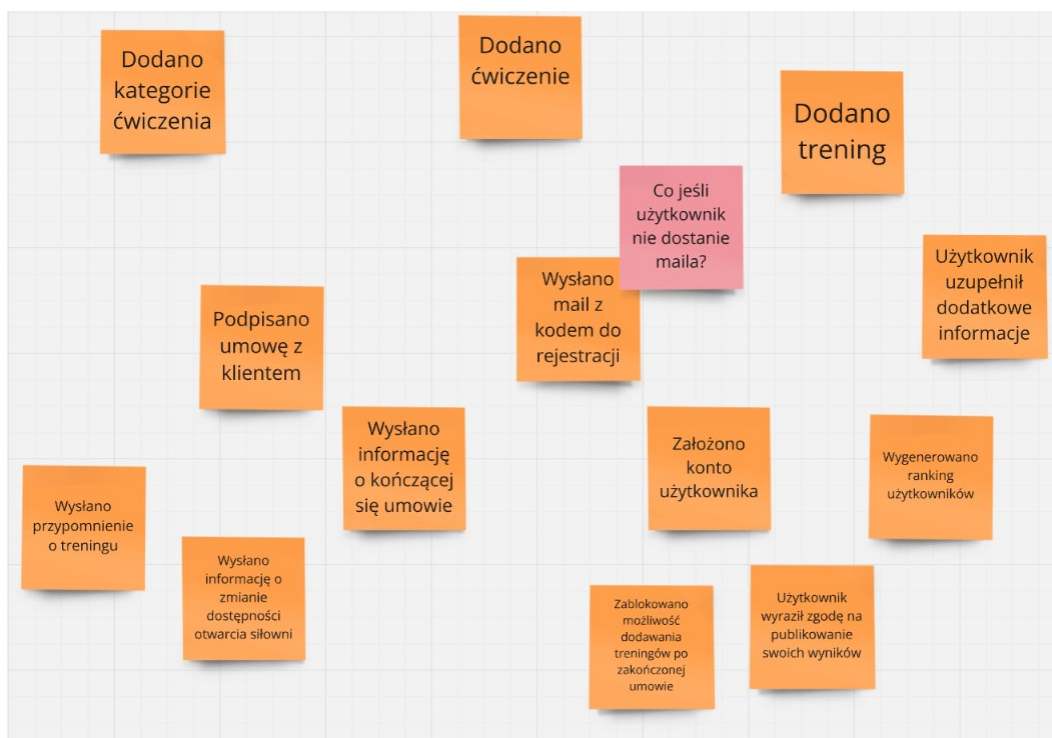 Dodano
kategorie
ćwiczenia
Dodano
ćwiczenie
Dodano
trening
Co jeśli
użytkownik
nie dostanie
maila?
Wysłano
mail z
kodem do
rejestracji
Użytkownik
uzupełnił
dodatkowe
informacje
Podpisano
umowę z
klientem
Wysłano
informację
o kończącej
się umowie
Założono
konto
użytkownika
Wygenerowano
ranking
użytkowników
Wysłano
przypomnienie
o treningu
Wysłano
informację o
zmianie
dostępności
otwarcia siłowni
Zablokowano
możliwość
dodawania
treningów po
zakończonej
umowie
Użytkownik
wyraził zgodę na
publikowanie
swoich wyników